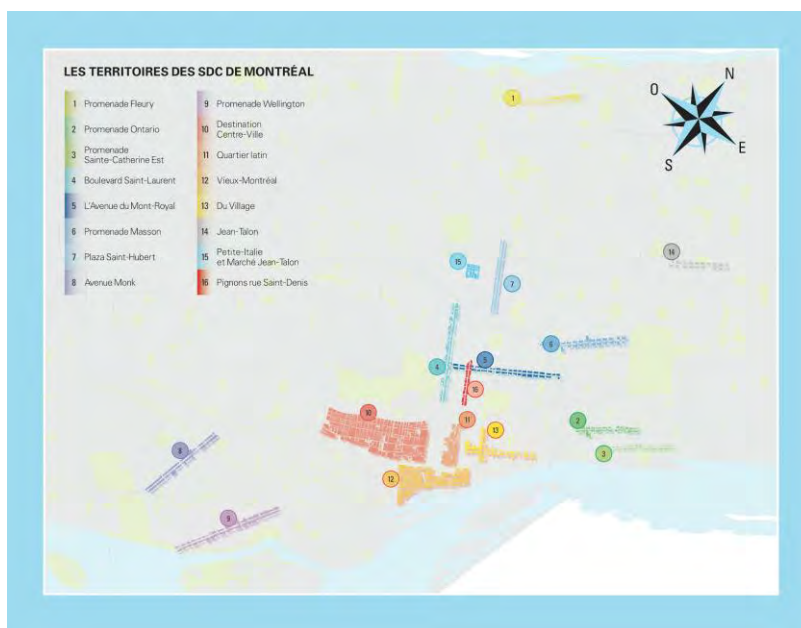 LES TERRITOIRES DES SDC DE MONTRÉAL
1 Promenade Fleury
2 Promenade Ontario
3 Promenade
Sainte-Catherine Est
4 Boulevard Saint-Laurent
5 L'Avenue du Mont-Royal
6 Promenade Masson
7 Plaza Saint-Hubert
8 Avenue Monk
9 Promenade Wellington
10 Destination
Centre-Ville
11 Quartier latin
12 Vieux-Montréal
13 Du Village
14 Jean-Talon
15 Petite-Italie
et Marché Jean-Talon
16 Pignons rue Saint-Denis
N
O
E
S
1
14
15
7
6
5
4
16
10
11
13
2
3
8
12
9